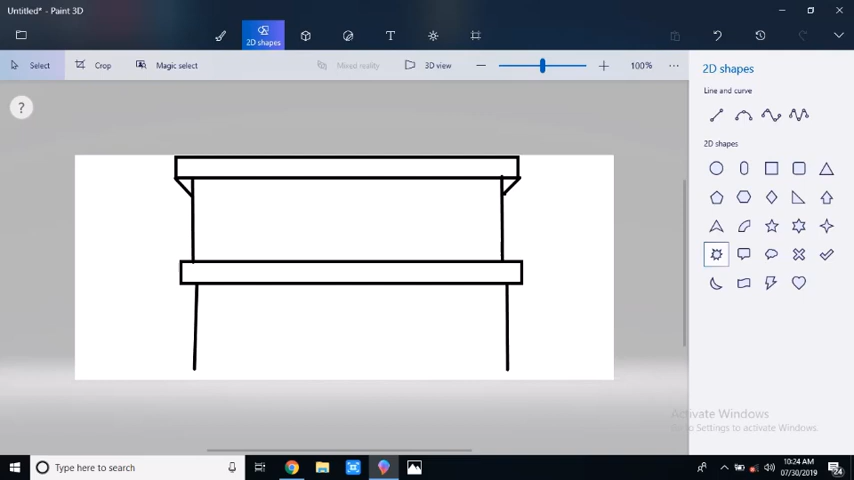 Untitled* - Paint 3D
2D shapes
Select
Crop
Magic select
Mixed reality
3D view
100%
?
2D shapes
Line and curve
2D shapes
Activate Windows
Go to Settings to activate Windows.
Type here to search
10:24 AM
07/30/2019
24